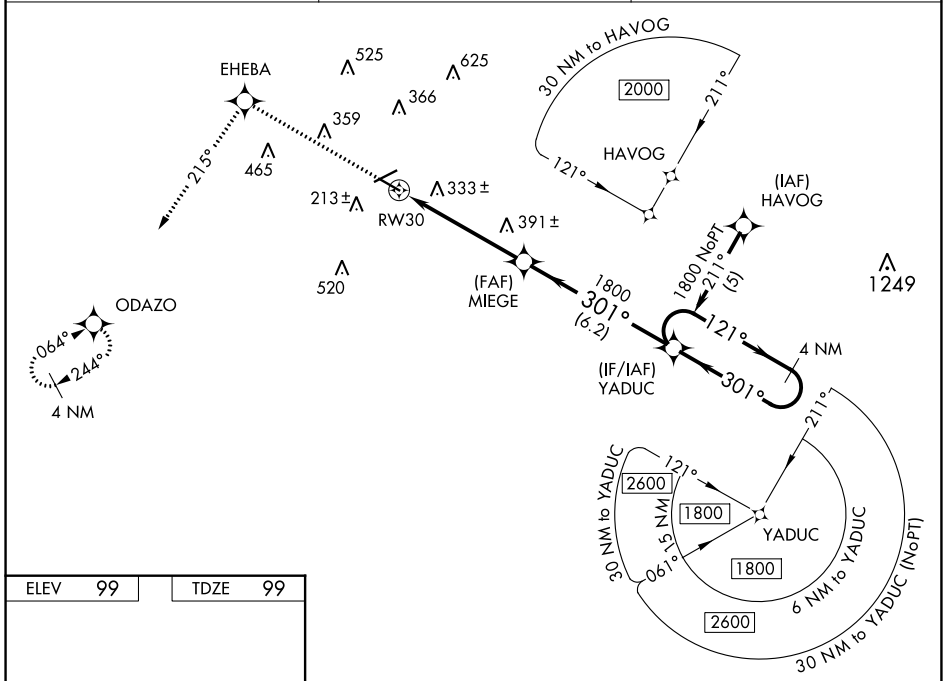 30 NM to HAVOG
525
625
EHEBA
366
2000
211°
359
HAVOG
(IAF)
HAVOG
465
121°
215°
213±
333±
RW30
391±
1800 NoPT
211°
(5)
1249
520
(FAF)
MIEGE
1800
301°
(6.2)
ODAZO
121°
064°
244°
4 NM
4 NM
(IF/IAF)
YADUC
301°
211°
30 NM to YADUC
121°
2600
15 NM
1800
YADUC
061°
1800
6 NM to YADUC
2600
30 NM to YADUC (NoPT)
ELEV 99
TDZE 99